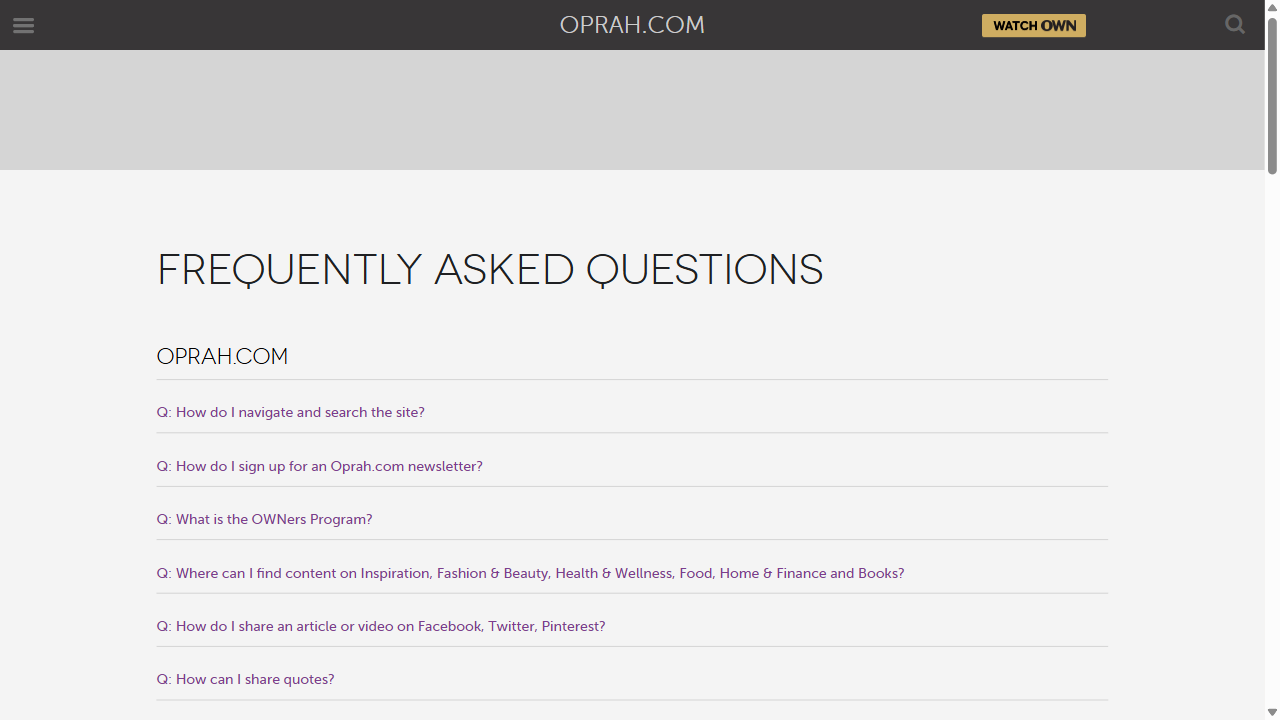 OPRAH.COM
WATCH OWN
FREQUENTLY ASKED QUESTIONS
OPRAH.COM
Q: How do I navigate and search the site?
Q: How do I sign up for an Oprah.com newsletter?
Q: What is the OWNers Program?
Q: Where can I find content on Inspiration, Fashion & Beauty, Health & Wellness, Food, Home & Finance and Books?
Q: How do I share an article or video on Facebook, Twitter, Pinterest?
Q: How can I share quotes?